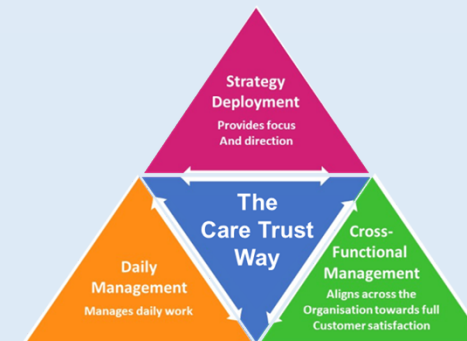 Strategy
Deployment
Provides focus
And direction
The
Care Trust
Way
Daily
Management
Manages daily work
Cross-
Functional
Management
Aligns across the
Organisation towards full
Customer satisfaction